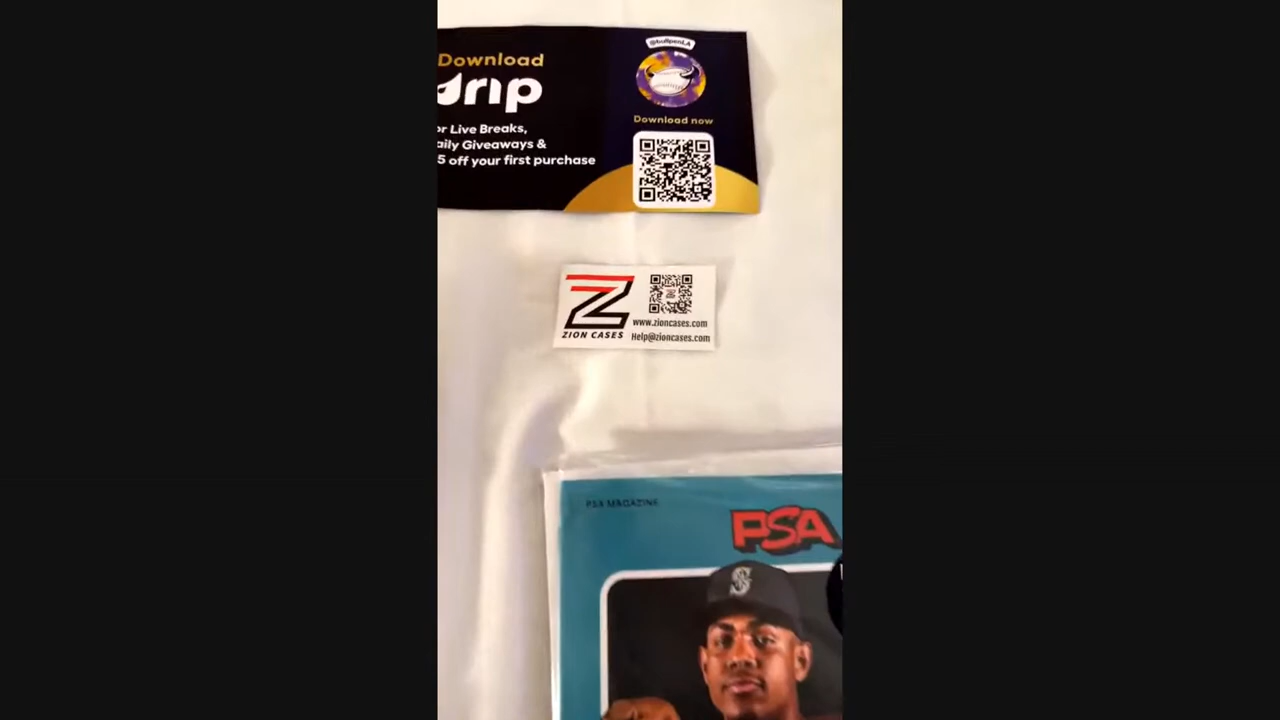 @bullpenLA
Download
drip
Download now
or Live Breaks,
aily Giveaways &
5 off your first purchase
Z
ZION CASES
www.zioncases.com
Help@zioncases.com
PSA MAGAZINE
PSA
S